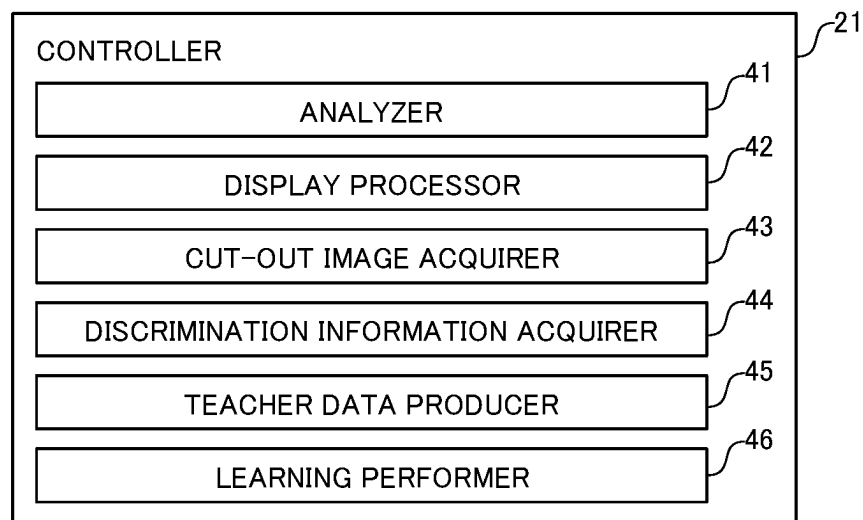 21
CONTROLLER
41
ANALYZER
42
DISPLAY PROCESSOR
43
CUT-OUT IMAGE ACQUIRER
44
DISCRIMINATION INFORMATION ACQUIRER
45
TEACHER DATA PRODUCER
46
LEARNING PERFORMER